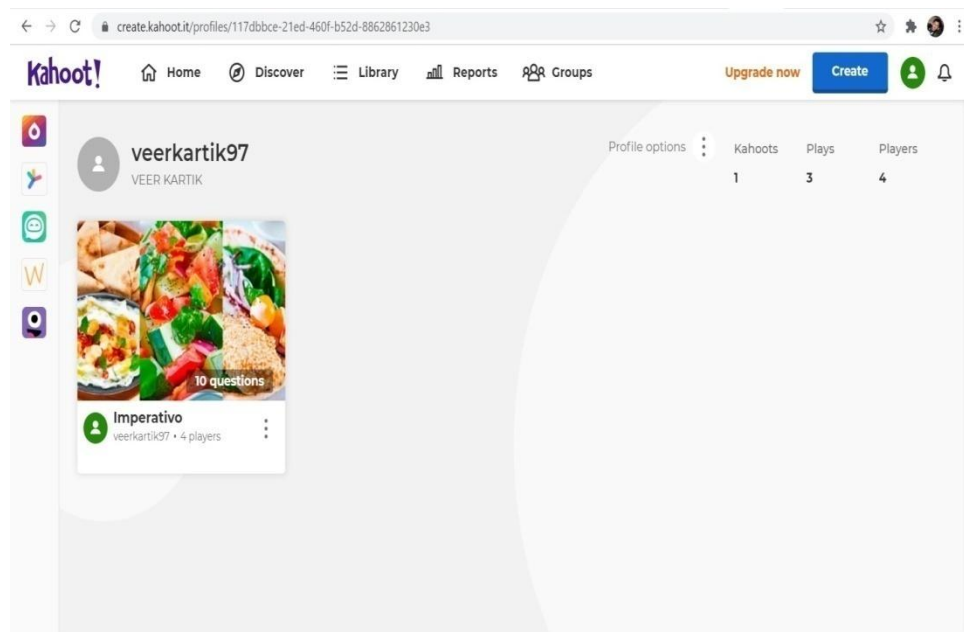 create.kahoot.it/profiles/117dbbce-21ed-460f-b52d-8862861230e3
Kahoot! Home Discover Library Reports Groups Upgrade now Create
veerkartik97
VEER KARTIK
Profile options Kahoots Plays Players
1 3 4
W
10 questions
Imperativo
veerkartik97 • 4 players